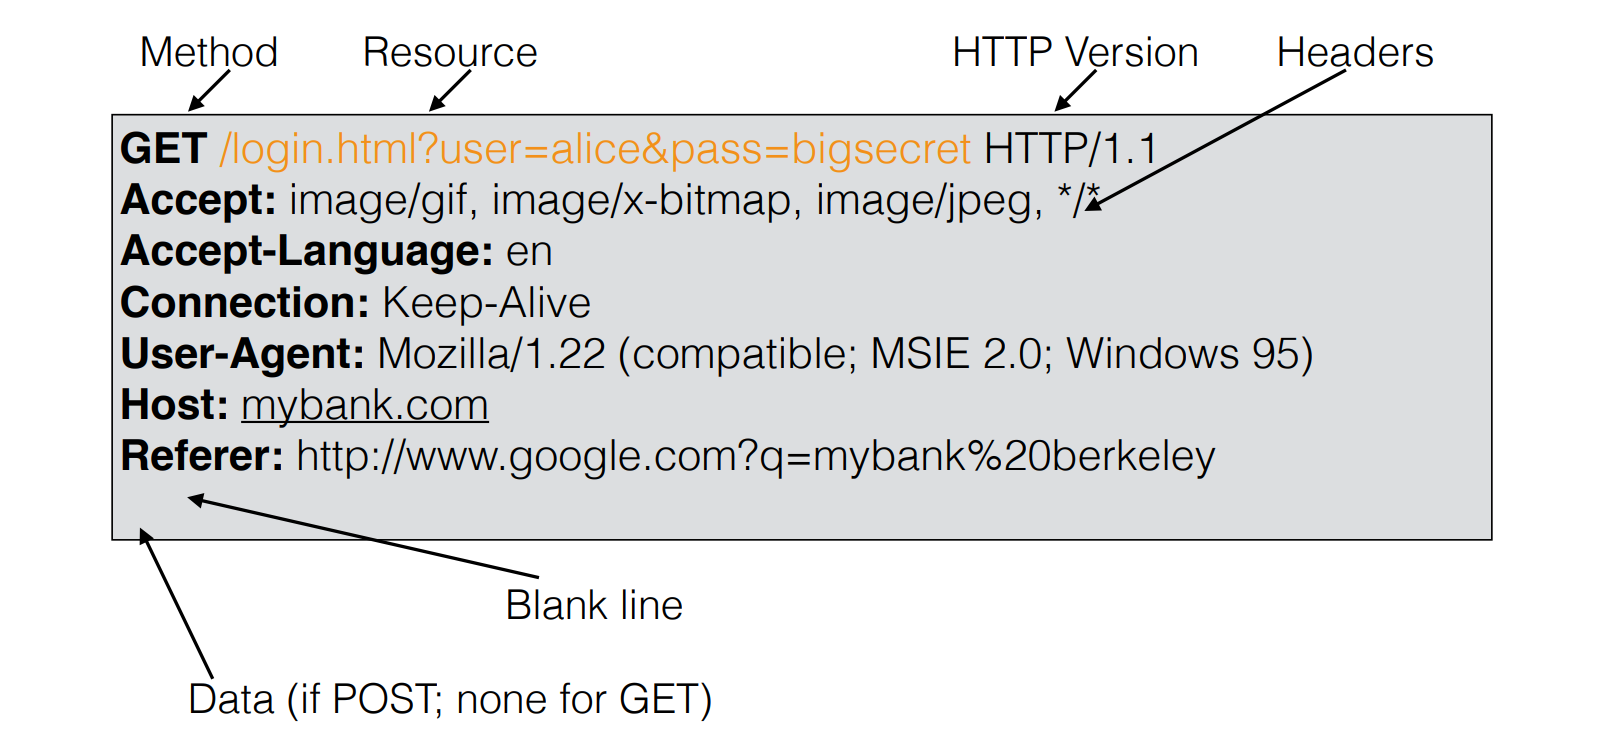 Method Resource HTTP Version Headers
GET /login.html?user=alice&pass=bigsecret HTTP/1.1
Accept: image/gif, image/x-bitmap, image/jpeg, */*
Accept-Language: en
Connection: Keep-Alive
User-Agent: Mozilla/1.22 (compatible; MSIE 2.0; Windows 95)
Host: mybank.com
Referer: http://www.google.com?q=mybank%20berkeley
Blank line
Data (if POST; none for GET)